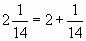 2 1/14 = 2 + 1/14